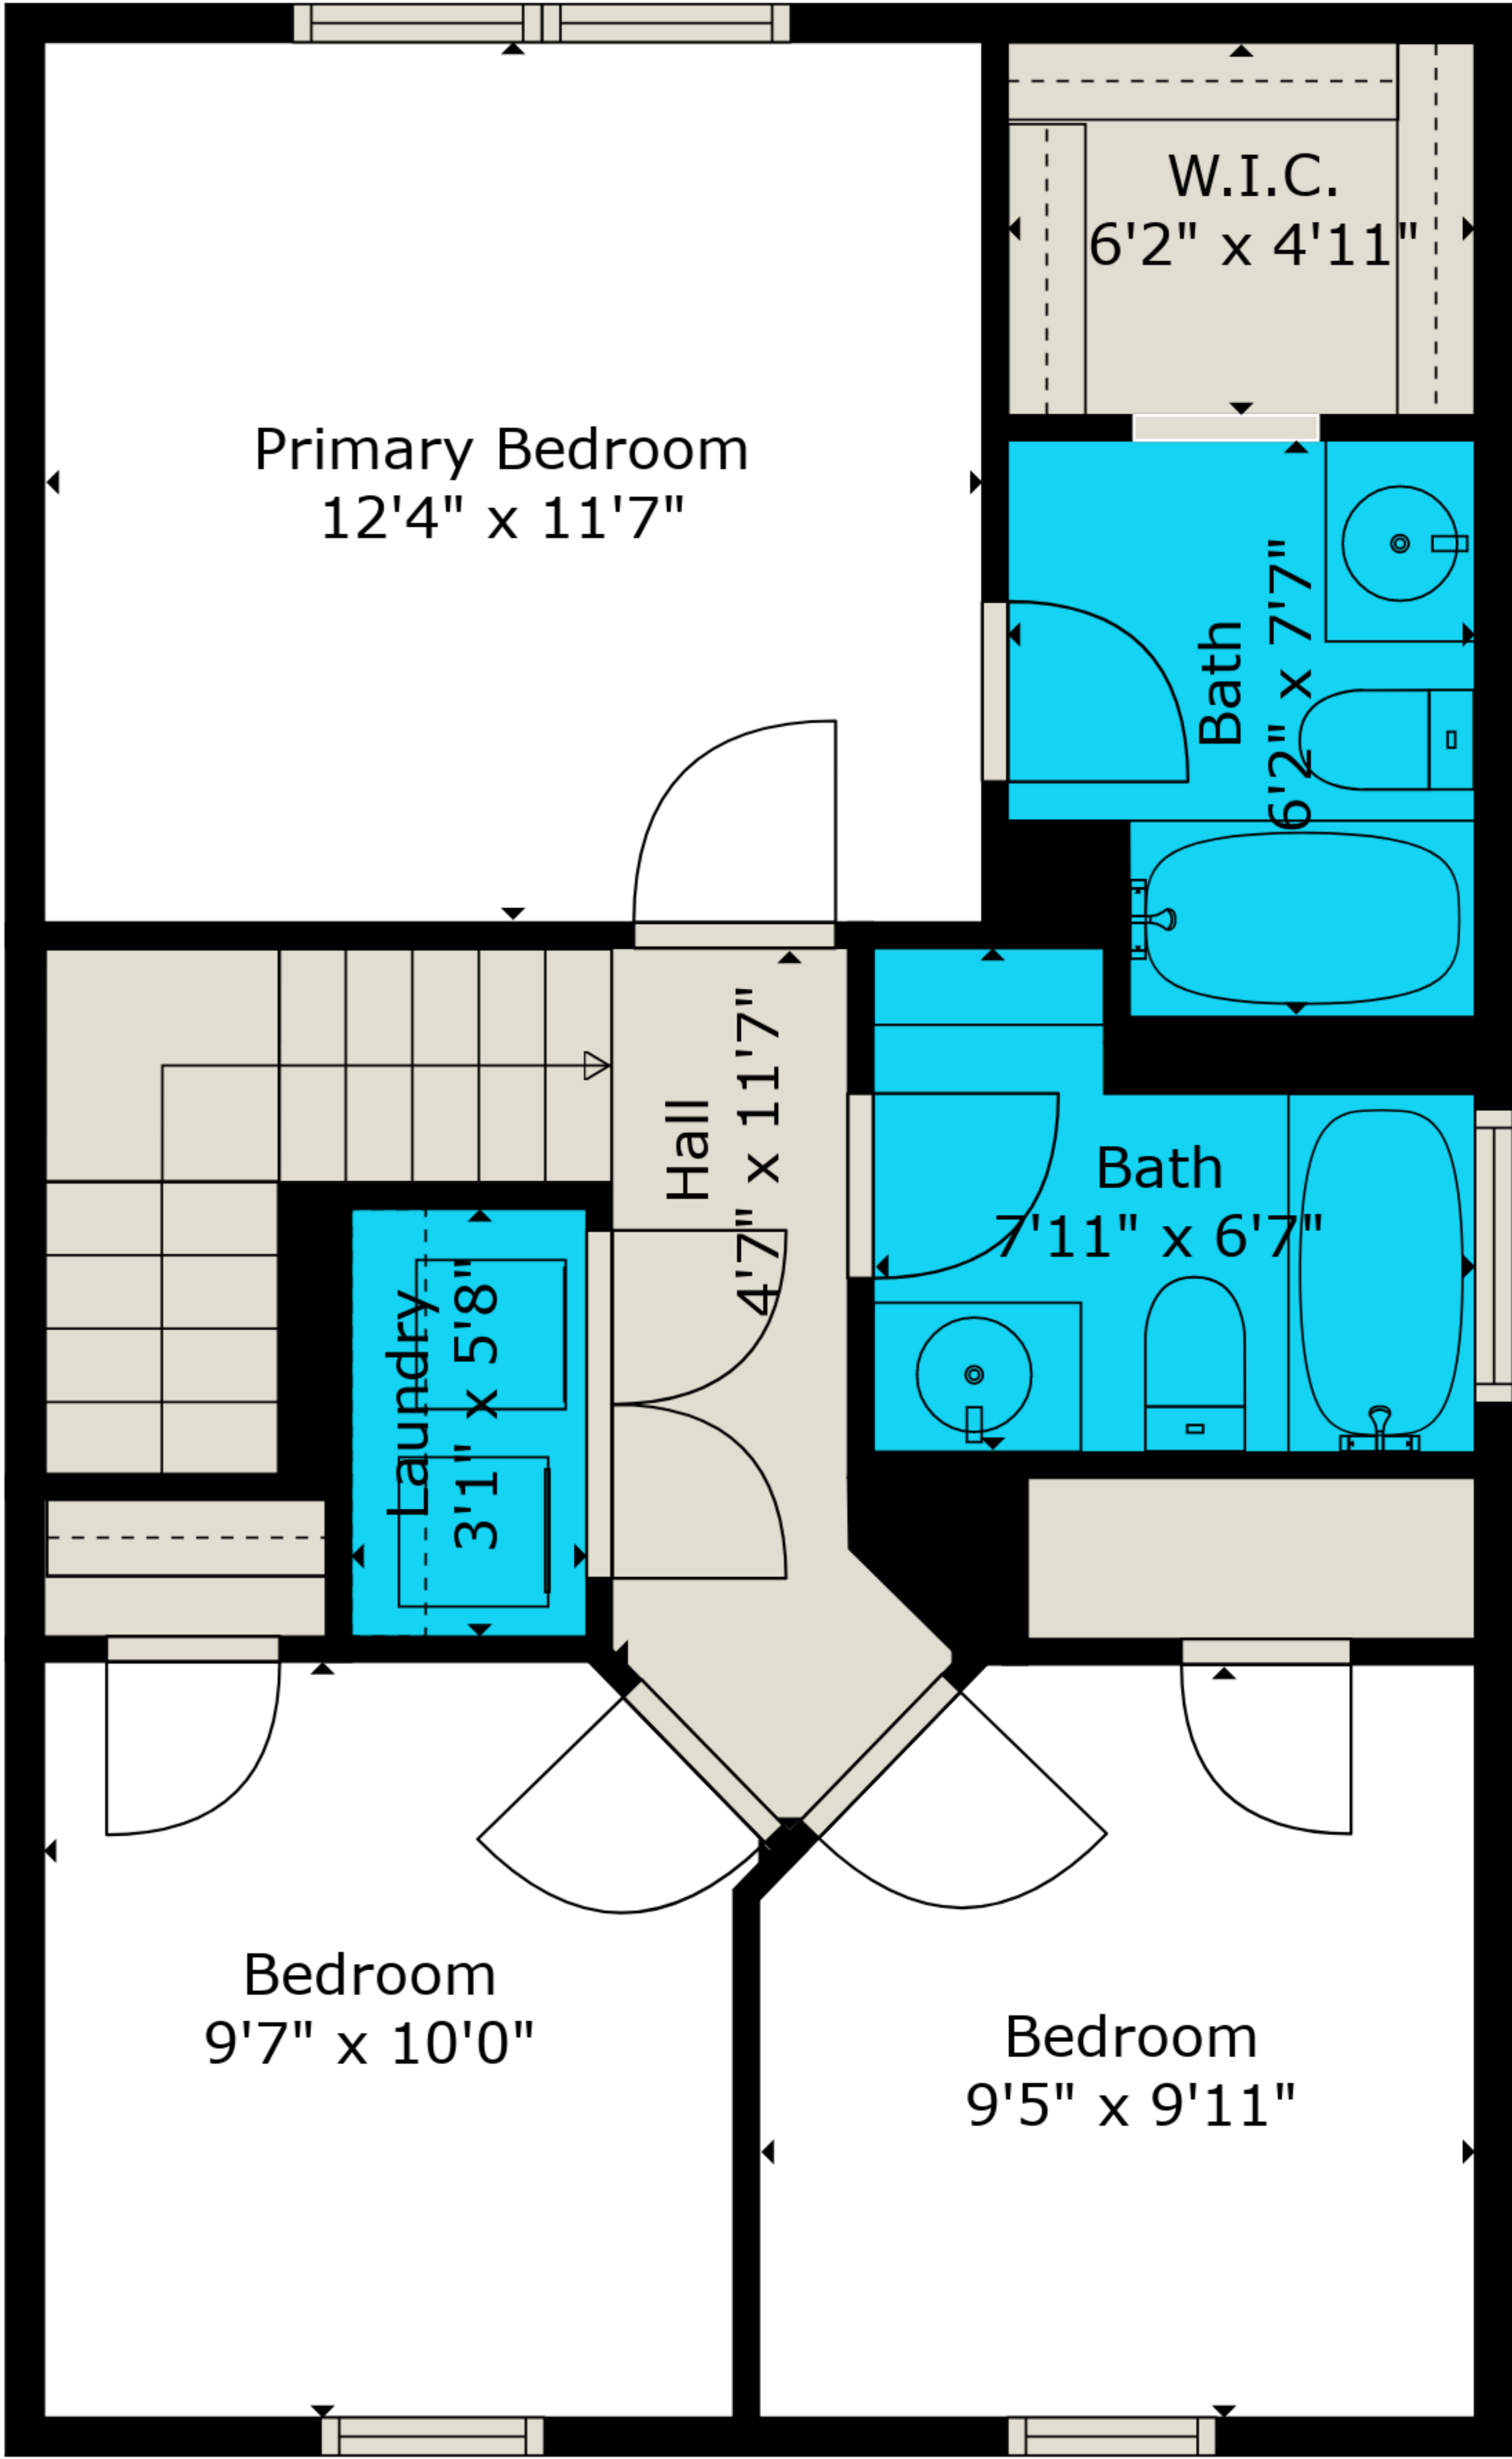 W.I.C.
6'2" x 4'11"
Primary Bedroom
12'4" x 11'7"
Bath
6'2" x 7'7"
Hall
4'7" x 11'7"
Bath
7'11" x 6'7"
Laundry
3'1" x 5'8"
Bedroom
9'7" x 10'0"
Bedroom
9'5" x 9'11"